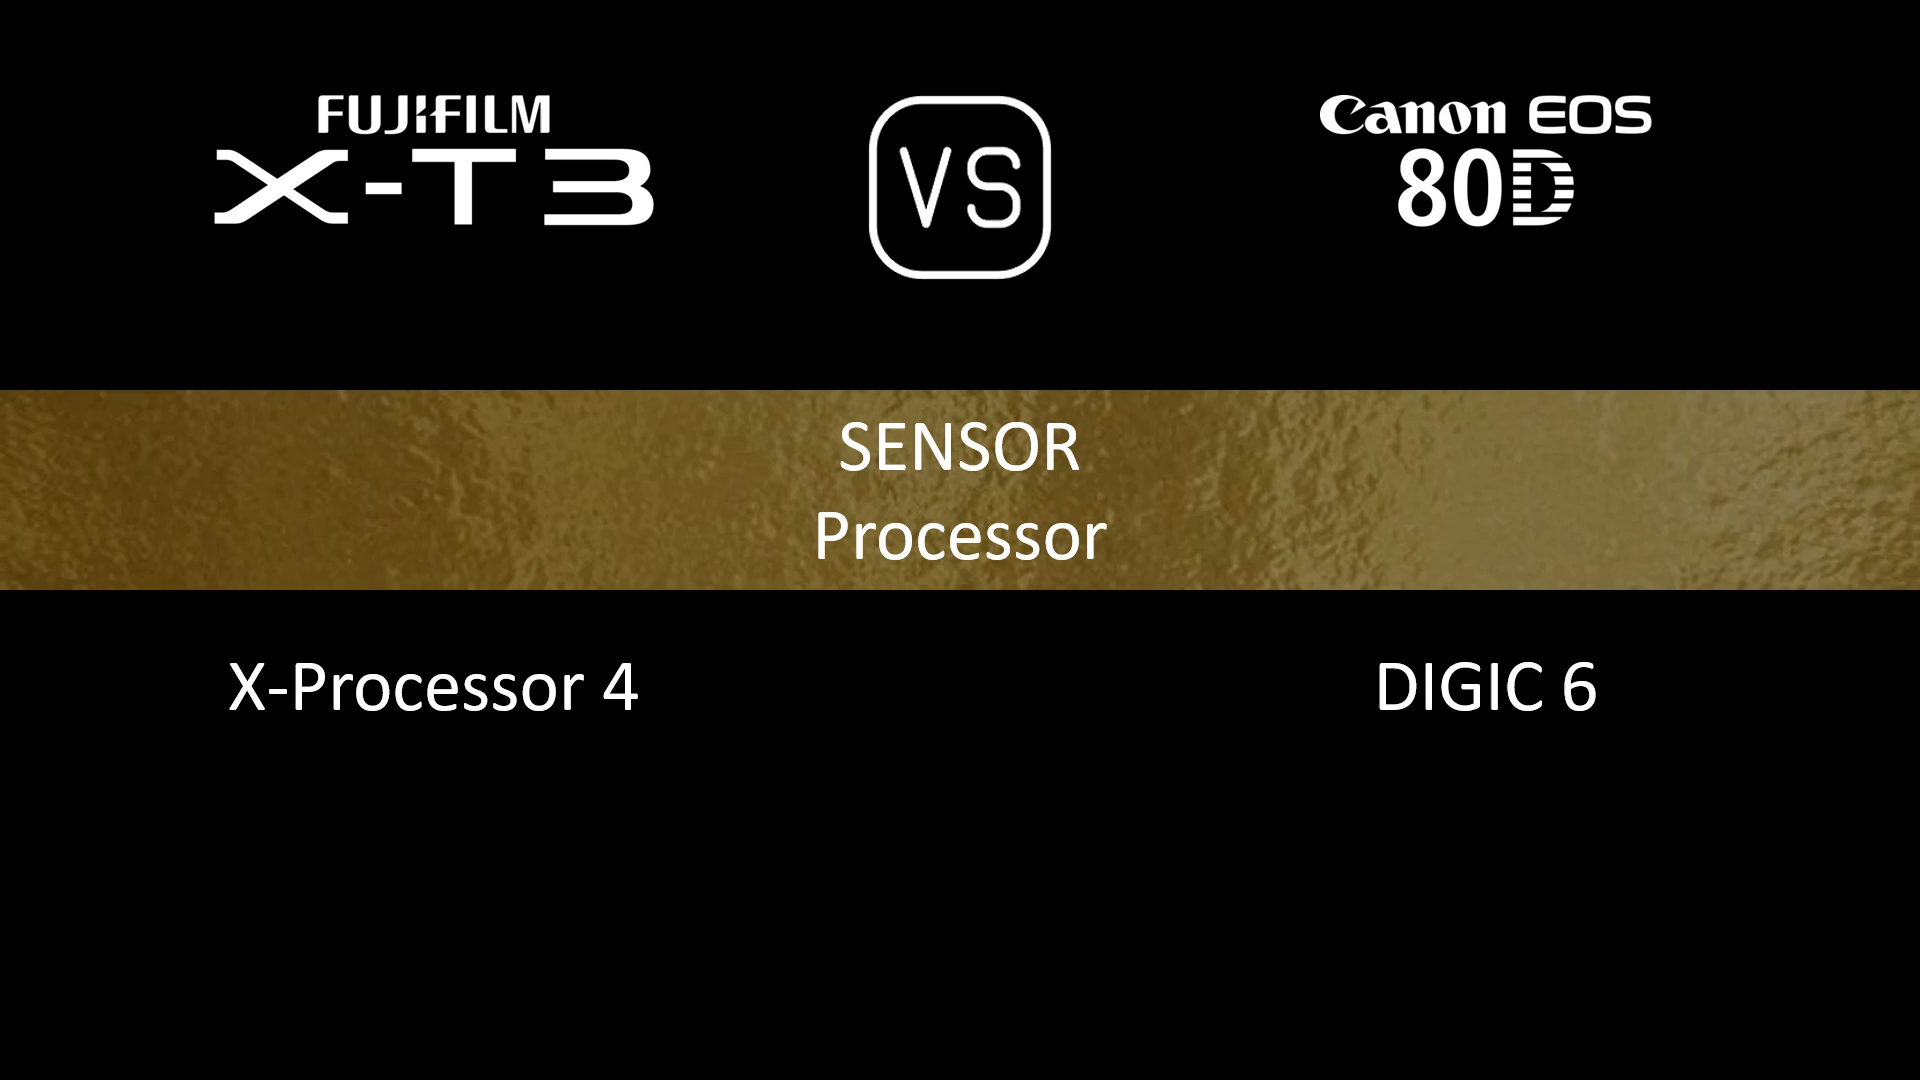 FUJIFILM
X-T3
VS
Canon EOS
80D
SENSOR
Processor
X-Processor 4
DIGIC 6